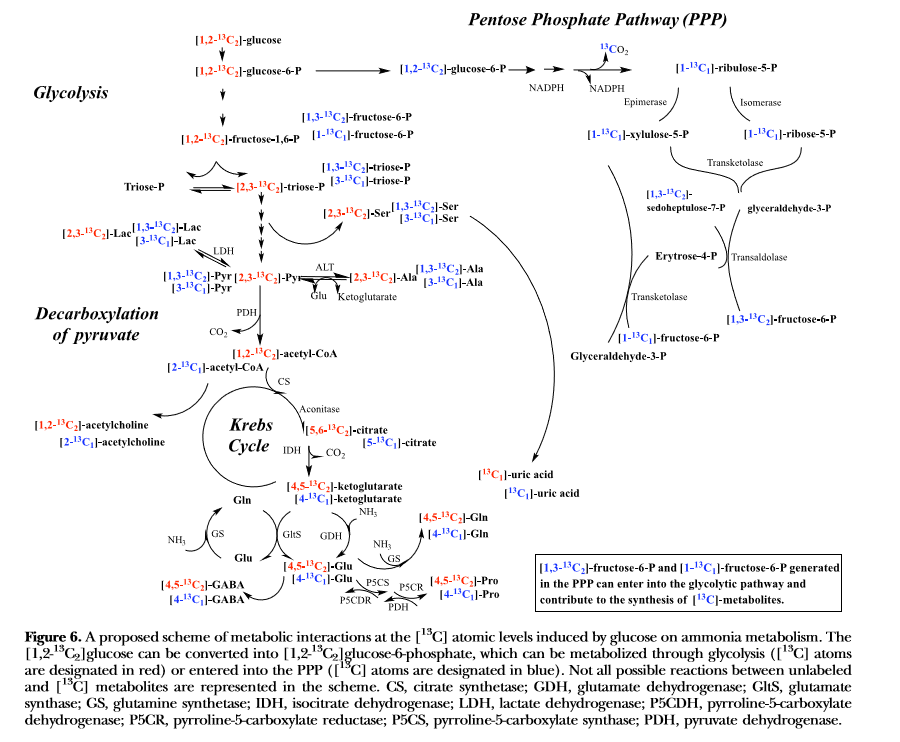 Pentose Phosphate Pathway (PPP)
[1,2-¹³C₂]-glucose
¹³CO₂
[1,2-¹³C₂]-glucose-6-P
[1,2-¹³C₂]-glucose-6-P
[1-¹³C₁]-ribulose-5-P
NADPH
NADPH
Glycolysis
Epimerase
Isomerase
[1,3-¹³C₂]-fructose-6-P
[1-¹³C₁]-fructose-6-P
[1,2-¹³C₂]-fructose-1,6-P
[1-¹³C₁]-xylulose-5-P
[1-¹³C₁]-ribose-5-P
Transketolase
[1,3-¹³C₂]-triose-P
[3-¹³C₁]-triose-P
Triose-P
[2,3-¹³C₂]-triose-P
[1,3-¹³C₂]-
sedoheptulose-7-P
glyceraldehyde-3-P
[2,3-¹³C₂]-Ser
[1,3-¹³C₂]-Ser
[3-¹³C₁]-Ser
[2,3-¹³C₂]-Lac
[1,3-¹³C₂]-Lac
[3-¹³C₁]-Lac
LDH
Erytrose-4-P
Transaldolase
[1,3-¹³C₂]-Pyr
[3-¹³C₁]-Pyr
[2,3-¹³C₂]-Pyr
ALT
[2,3-¹³C₂]-Ala
[1,3-¹³C₂]-Ala
[3-¹³C₁]-Ala
Glu
Ketoglutarate
Transketolase
Decarboxylation
of pyruvate
PDH
CO₂
[1,3-¹³C₂]-fructose-6-P
[1-¹³C₁]-fructose-6-P
Glyceraldehyde-3-P
[1,2-¹³C₂]-acetyl-CoA
[2-¹³C₁]-acetyl-CoA
CS
Aconitase
[1,2-¹³C₂]-acetylcholine
[2-¹³C₁]-acetylcholine
Krebs
Cycle
[5,6-¹³C₂]-citrate
[5-¹³C₁]-citrate
IDH
CO₂
[¹³C₁]-uric acid
[¹³C₁]-uric acid
[4,5-¹³C₂]-ketoglutarate
[4-¹³C₁]-ketoglutarate
Gln
NH₃
[4,5-¹³C₂]-Gln
[4-¹³C₁]-Gln
NH₃
GS
GltS
GDH
NH₃
GS
Glu
[4,5-¹³C₂]-Glu
[4-¹³C₁]-Glu
[4,5-¹³C₂]-GABA
[4-¹³C₁]-GABA
P5CS
P5CR
P5CDR
PDH
[4,5-¹³C₂]-Pro
[4-¹³C₁]-Pro
[1,3-¹³C₂]-fructose-6-P and [1-¹³C₁]-fructose-6-P generated
in the PPP can enter into the glycolytic pathway and
contribute to the synthesis of [¹³C]-metabolites.
Figure 6. A proposed scheme of metabolic interactions at the [¹³C] atomic levels induced by glucose on ammonia metabolism. The
[1,2-¹³C₂]glucose can be converted into [1,2-¹³C₂]glucose-6-phosphate, which can be metabolized through glycolysis ([¹³C] atoms
are designated in red) or entered into the PPP ([¹³C] atoms are designated in blue). Not all possible reactions between unlabeled
and [¹³C] metabolites are represented in the scheme. CS, citrate synthetase; GDH, glutamate dehydrogenase; GltS, glutamate
synthase; GS, glutamine synthetase; IDH, isocitrate dehydrogenase; LDH, lactate dehydrogenase; P5CDH, pyrroline-5-carboxylate
dehydrogenase; P5CR, pyrroline-5-carboxylate reductase; P5CS, pyrroline-5-carboxylate synthase; PDH, pyruvate dehydrogenase.